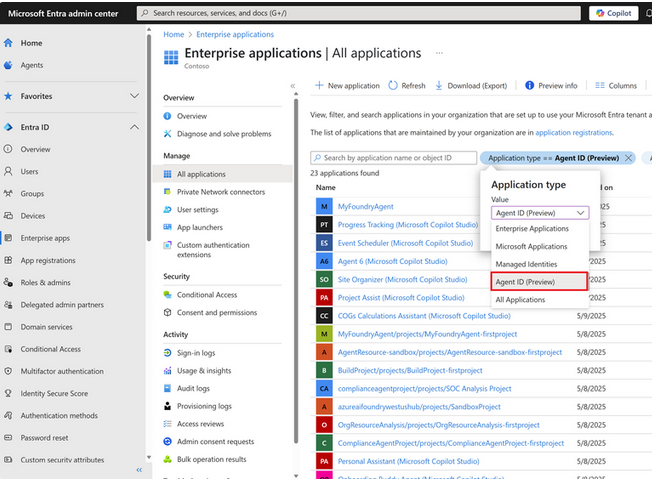 Microsoft Entra admin center
Search resources, services, and docs (G+/)
Copilot
Home
Agents
Favorites
Entra ID
Overview
Users
Groups
Devices
Enterprise apps
App registrations
Roles & admins
Delegated admin partners
Domain services
Conditional Access
Multifactor authentication
Identity Secure Score
Authentication methods
Password reset
Custom security attributes
Home > Enterprise applications
Enterprise applications | All applications ...
Contoso
Overview
Overview
Diagnose and solve problems
Manage
All applications
Private Network connectors
User settings
App launchers
Custom authentication
extensions
Security
Conditional Access
Consent and permissions
Activity
Sign-in logs
Usage & insights
Audit logs
Provisioning logs
Access reviews
Admin consent requests
Bulk operation results
New application
Refresh
Download (Export)
Preview info
Columns
View, filter, and search applications in your organization that are set up to use your Microsoft Entra tenant a
The list of applications that are maintained by your organization are in application registrations.
Search by application name or object ID
Application type == Agent ID (Preview)
23 applications found
Name
d on
M MyFoundryAgent
2025
PT Progress Tracking (Microsoft Copilot Studio)
ES Event Scheduler (Microsoft Copilot Studio)
A6 Agent 6 (Microsoft Copilot Studio)
SO Site Organizer (Microsoft Copilot Studio)
PA Project Assist (Microsoft Copilot Studio)
CC COGs Calculations Assistant (Microsoft Copilot Studio) 5/9/2025
M MyFoundryAgent/projects/MyFoundryAgent-firstproject 5/8/2025
A AgentResource-sandbox/projects/AgentResource-sandbox-firstproject 5/8/2025
B BuildProject/projects/BuildProject-firstproject 5/8/2025
CA complianceagentproject/projects/SOC Analysis Project 5/8/2025
A azureaifoundrywestushub/projects/SandboxProject 5/8/2025
O OrgResourceAnalysis/projects/OrgResourceAnalysis-firstproject 5/8/2025
C ComplianceAgentProject/projects/ComplianceAgentProject-firstproject 5/8/2025
PA Personal Assistant (Microsoft Copilot Studio) 5/8/2025
Application type
Value
Agent ID (Preview)
Enterprise Applications
Microsoft Applications
Managed Identities
Agent ID (Preview)
All Applications